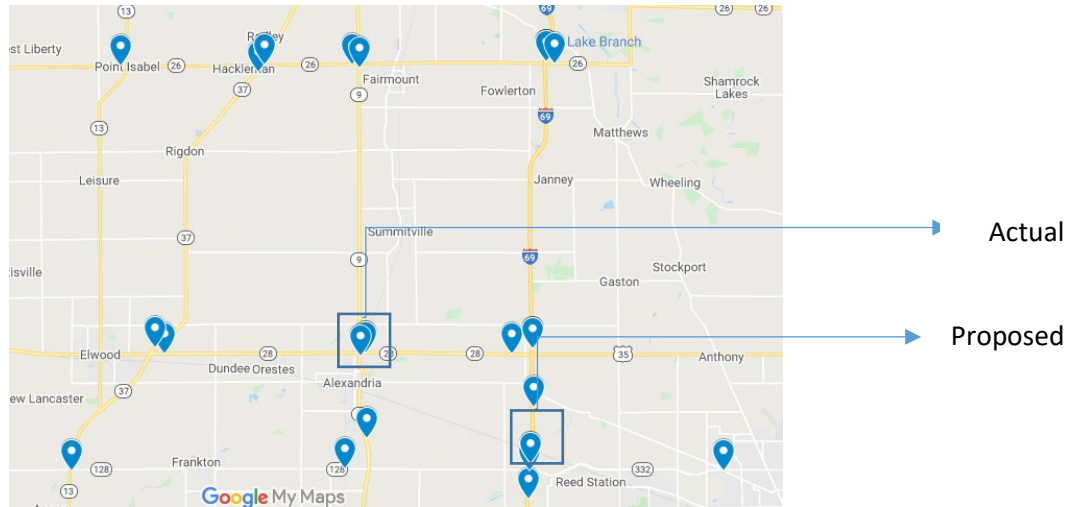 69
26
26
13
est Liberty
Lake Branch
Point Isabel
26
Hackleman
26
26
Fairmount
Shamrock
Lakes
37
9
Fowlerton
69
13
Matthews
Rigdon
Leisure
Janney
Wheeling
Summitville
Actual
37
9
69
Stockport
tisville
Gaston
Proposed
Elwood
28
28
28
35
Anthony
Dundee
Orestes
Alexandria
37
ew Lancaster
Frankton
128
128
332
Reed Station
13
Google My Maps